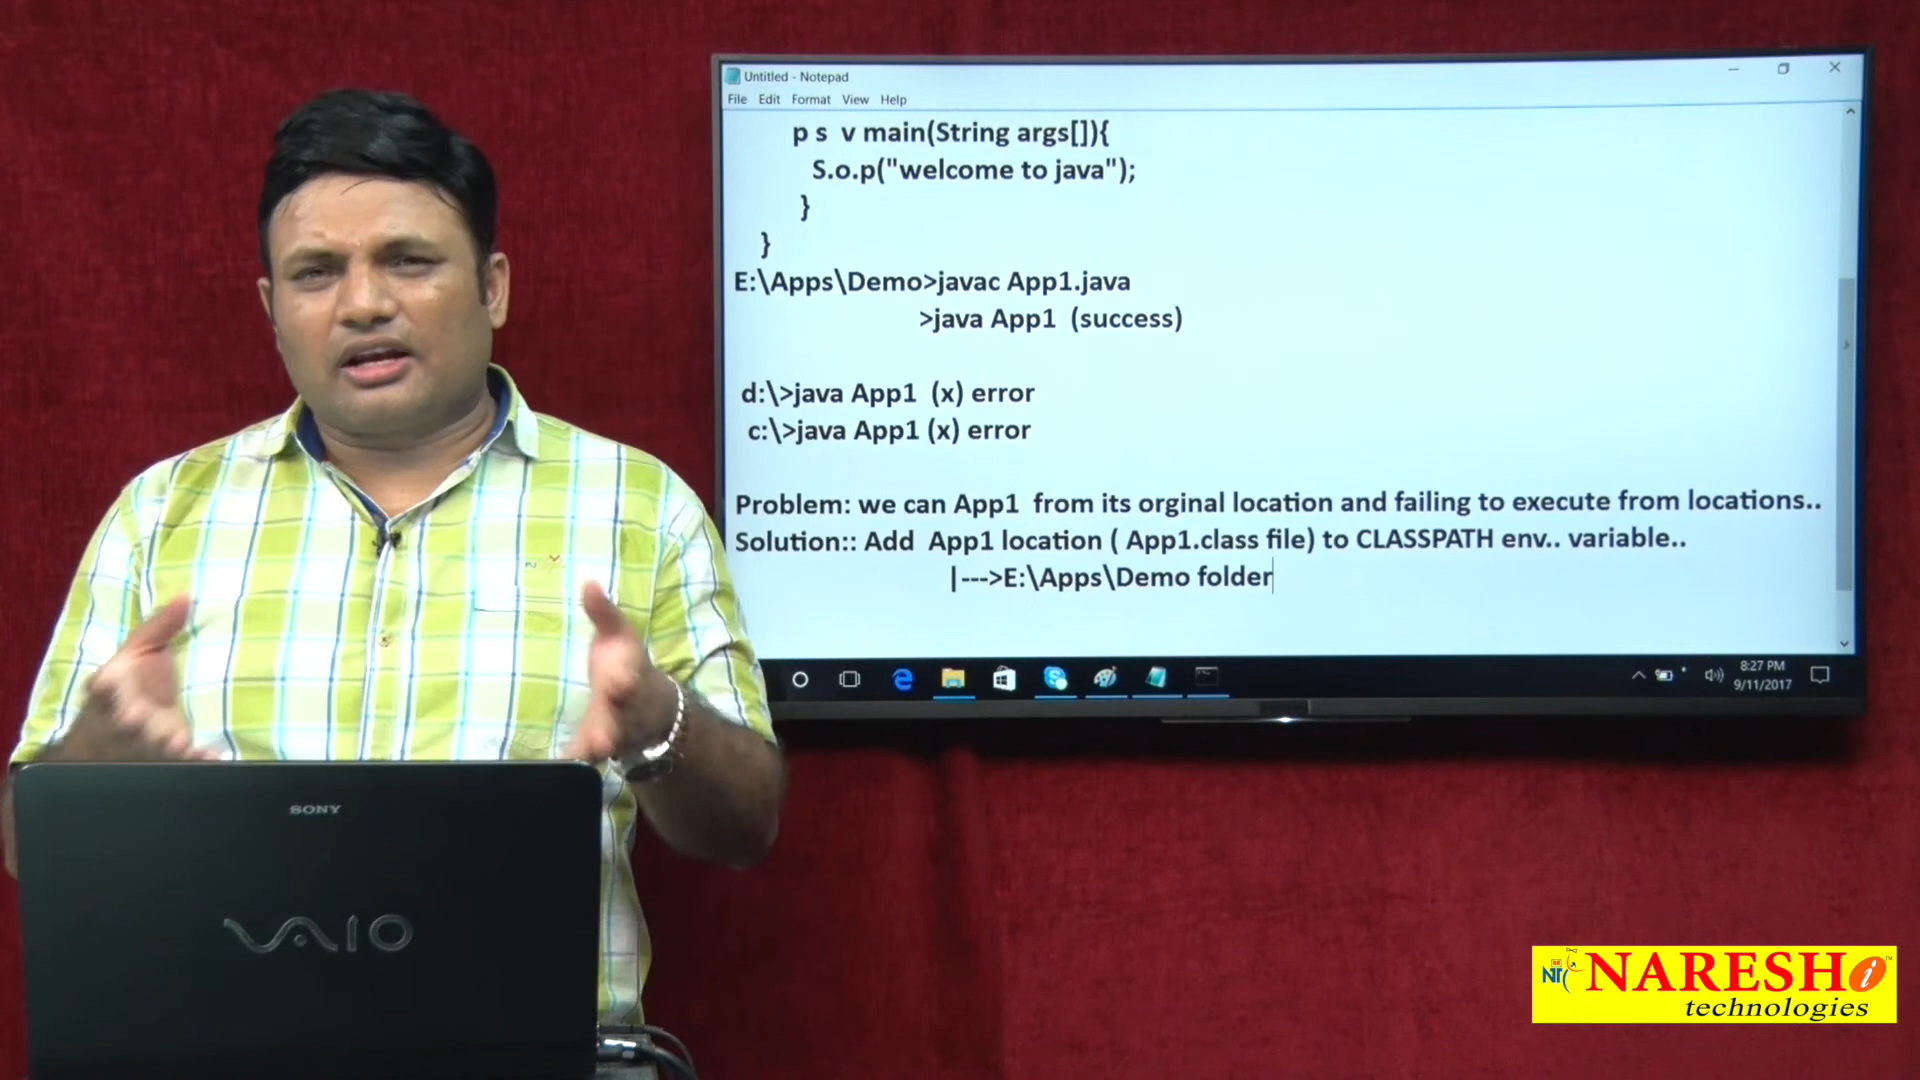 Untitled - Notepad
File Edit Format View Help
p s v main(String args[]){
S.o.p("welcome to java");
}
}
E:\Apps\Demo>javac App1.java
>java App1 (success)
d:\>java App1 (x) error
c:\>java App1 (x) error
Problem: we can App1 from its orginal location and failing to execute from locations..
Solution:: Add App1 location ( App1.class file) to CLASSPATH env.. variable..
|--->E:\Apps\Demo folder
8:27 PM
9/11/2017
SONY
VAIO
NARESH i
technologies